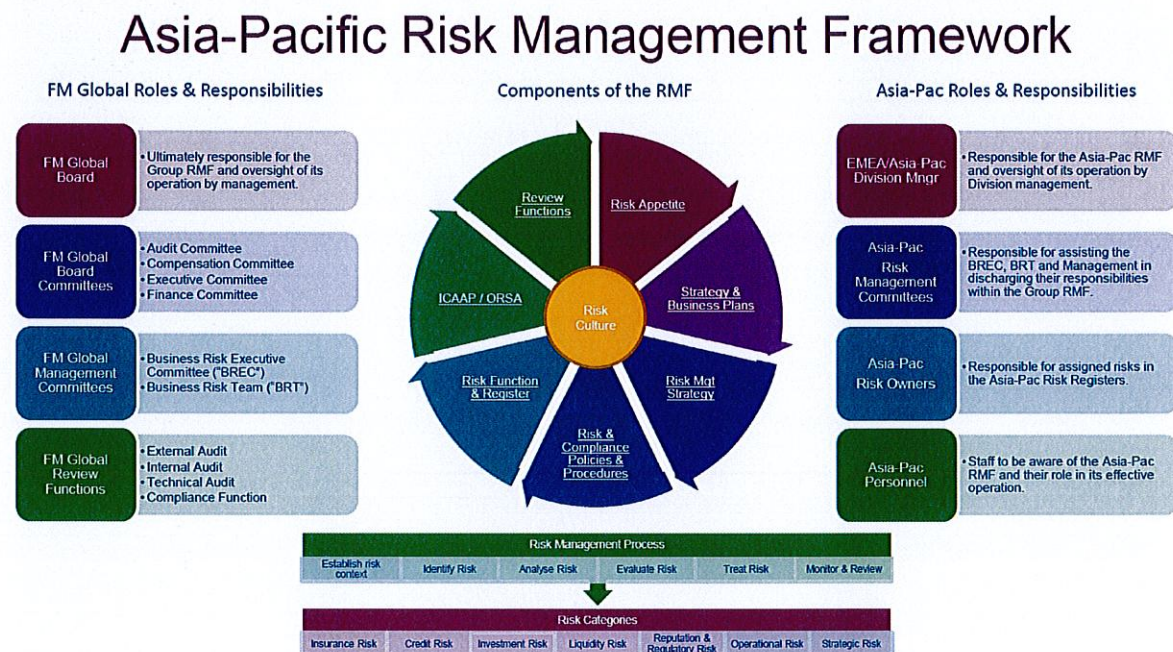 Asia-Pacific Risk Management Framework
FM Global Roles & Responsibilities
FM Global
Board
• Ultimately responsible for the
Group RMF and oversight of its
operation by management.
FM Global
Board
Committees
• Audit Committee
• Compensation Committee
• Executive Committee
• Finance Committee
FM Global
Management
Committees
• Business Risk Executive
Committee ("BREC")
• Business Risk Team ("BRT")
FM Global
Review
Functions
• External Audit
• Internal Audit
• Technical Audit
• Compliance Function
Components of the RMF
Review
Functions
Risk Appetite
Strategy &
Business Plans
Risk Mgt
Strategy
Risk &
Compliance
Policies &
Procedures
Risk Function
& Register
ICAAP / ORSA
Risk
Culture
Asia-Pac Roles & Responsibilities
EMEA/Asia-Pac
Division Mngr
• Responsible for the Asia-Pac RMF
and oversight of its operation by
Division management.
Asia-Pac
Risk
Management
Committees
• Responsible for assisting the
BREC, BRT and Management in
discharging their responsibilities
within the Group RMF.
Asia-Pac
Risk Owners
• Responsible for assigned risks in
the Asia-Pac Risk Registers.
Asia-Pac
Personnel
• Staff to be aware of the Asia-Pac
RMF and their role in its effective
operation.
Risk Management Process
Establish risk
context
Identify Risk
Analyse Risk
Evaluate Risk
Treat Risk
Monitor & Review
Risk Categories
Insurance Risk
Credit Risk
Investment Risk
Liquidity Risk
Reputation &
Regulatory Risk
Operational Risk
Strategic Risk